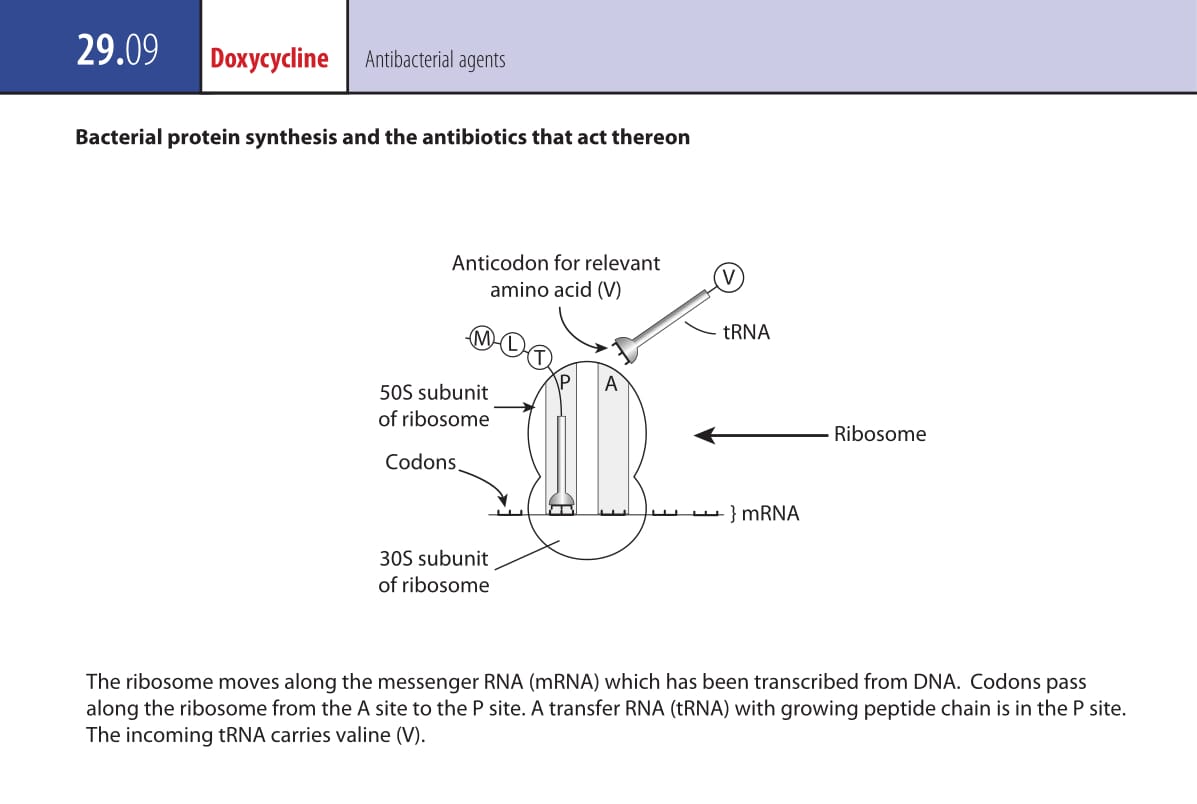 29.09
Doxycycline
Antibacterial agents
Bacterial protein synthesis and the antibiotics that act thereon
Anticodon for relevant
amino acid (V)
V
tRNA
M
L
T
P
A
50S subunit
of ribosome
Ribosome
Codons
} mRNA
30S subunit
of ribosome
The ribosome moves along the messenger RNA (mRNA) which has been transcribed from DNA. Codons pass
along the ribosome from the A site to the P site. A transfer RNA (tRNA) with growing peptide chain is in the P site.
The incoming tRNA carries valine (V).